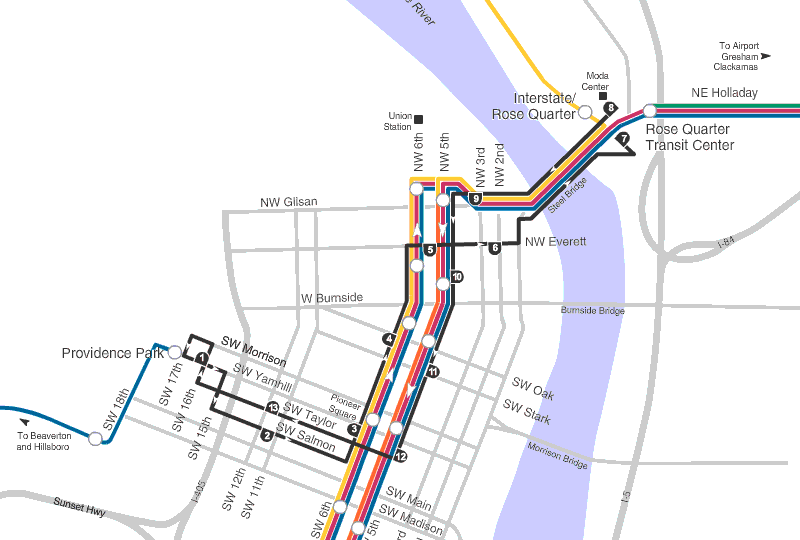 e River
To Airport
Gresham
Clackamas
Moda
Center
NE Holladay
Interstate/
Rose Quarter
8
Union
Station
NW 6th
NW 5th
NW 3rd
NW 2nd
7
Rose Quarter
Transit Center
Steel Bridge
NW Glisan
9
I-84
5
6
NW Everett
10
W Burnside
Burnside Bridge
4
Providence Park
1
SW Morrison
SW Yamhill
11
SW 18th
SW 17th
SW 16th
SW 15th
Pioneer
Square
SW Oak
SW Stark
13
SW Taylor
2
SW Salmon
3
12
To Beaverton
and Hillsboro
Morrison Bridge
SW 12th
SW 11th
I-405
Sunset Hwy
I-5
SW 6th
5th
rd
SW Main
SW Madison